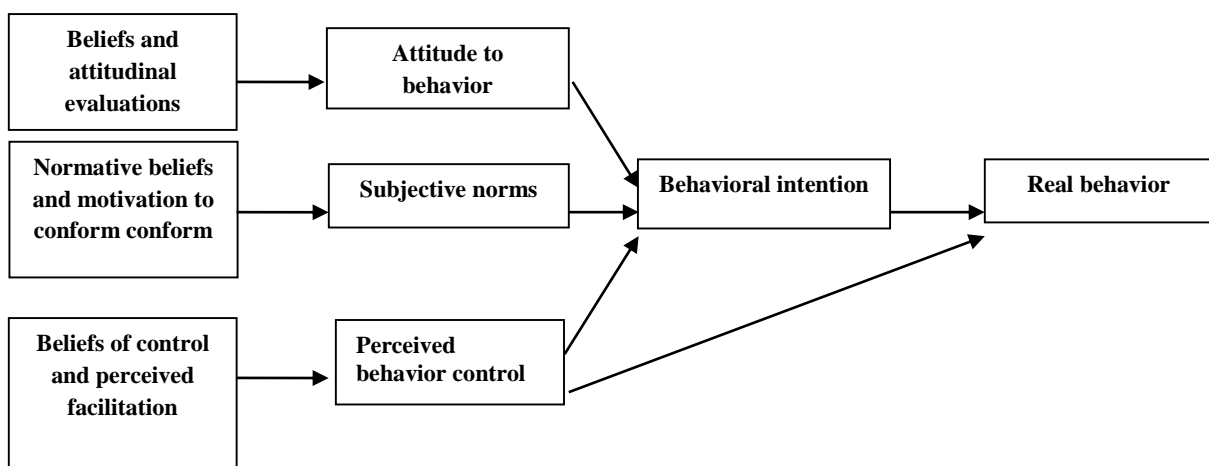 Beliefs and
attitudinal
evaluations
Attitude to
behavior
Normative beliefs
and motivation to
conform conform
Subjective norms
Behavioral intention
Real behavior
Beliefs of control
and perceived
facilitation
Perceived
behavior control